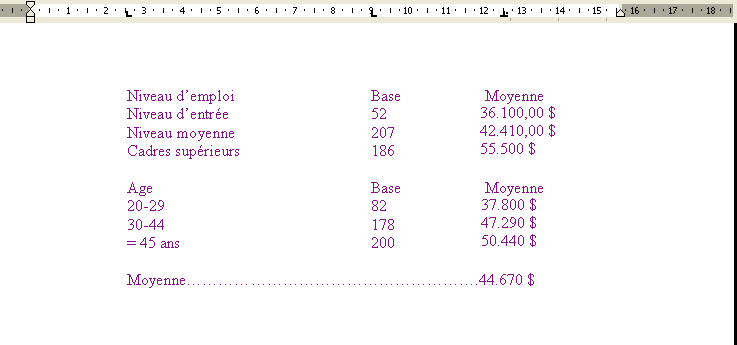 1 2 3 4 5 6 7 8 9 10 11 12 13 14 15 16 17 18
Niveau d’emploi Base Moyenne
Niveau d’entrée 52 36.100,00 $
Niveau moyenne 207 42.410,00 $
Cadres supérieurs 186 55.500 $
Age Base Moyenne
20-29 82 37.800 $
30-44 178 47.290 $
= 45 ans 200 50.440 $
Moyenne……………………………………………….44.670 $